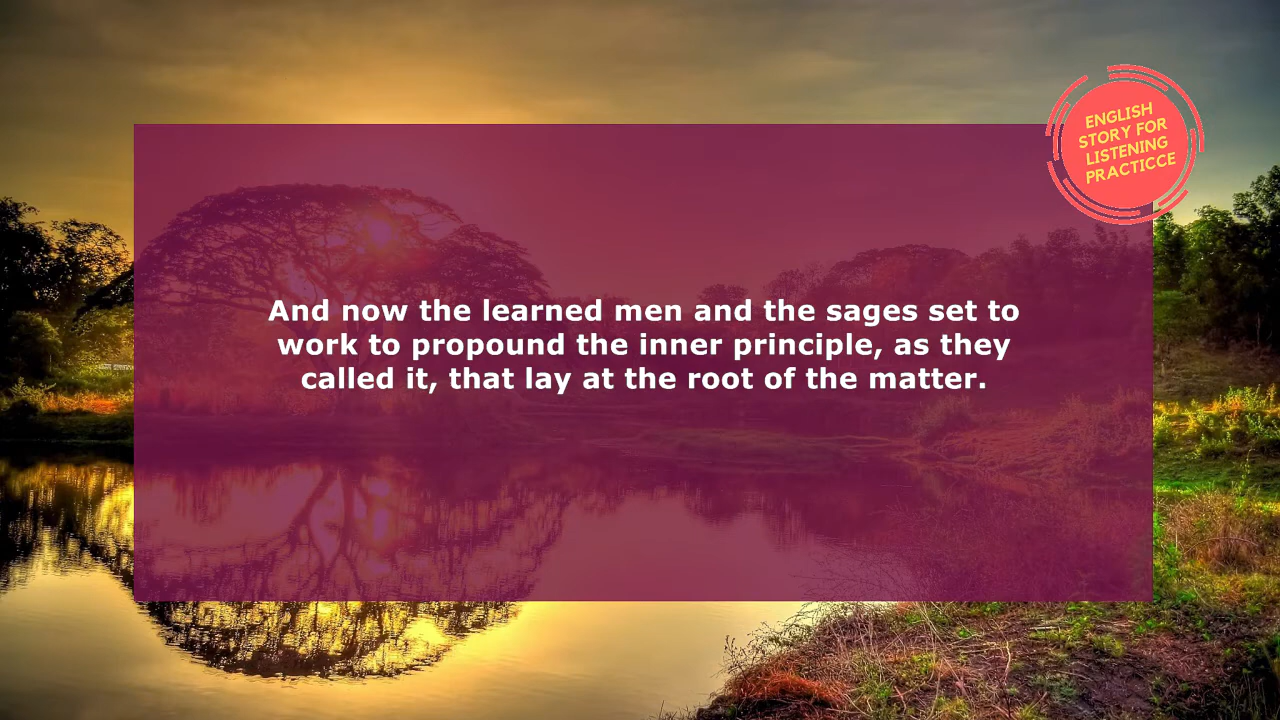 ENGLISH
STORY FOR
LISTENING
PRACTICCE
And now the learned men and the sages set to
work to propound the inner principle, as they
called it, that lay at the root of the matter.